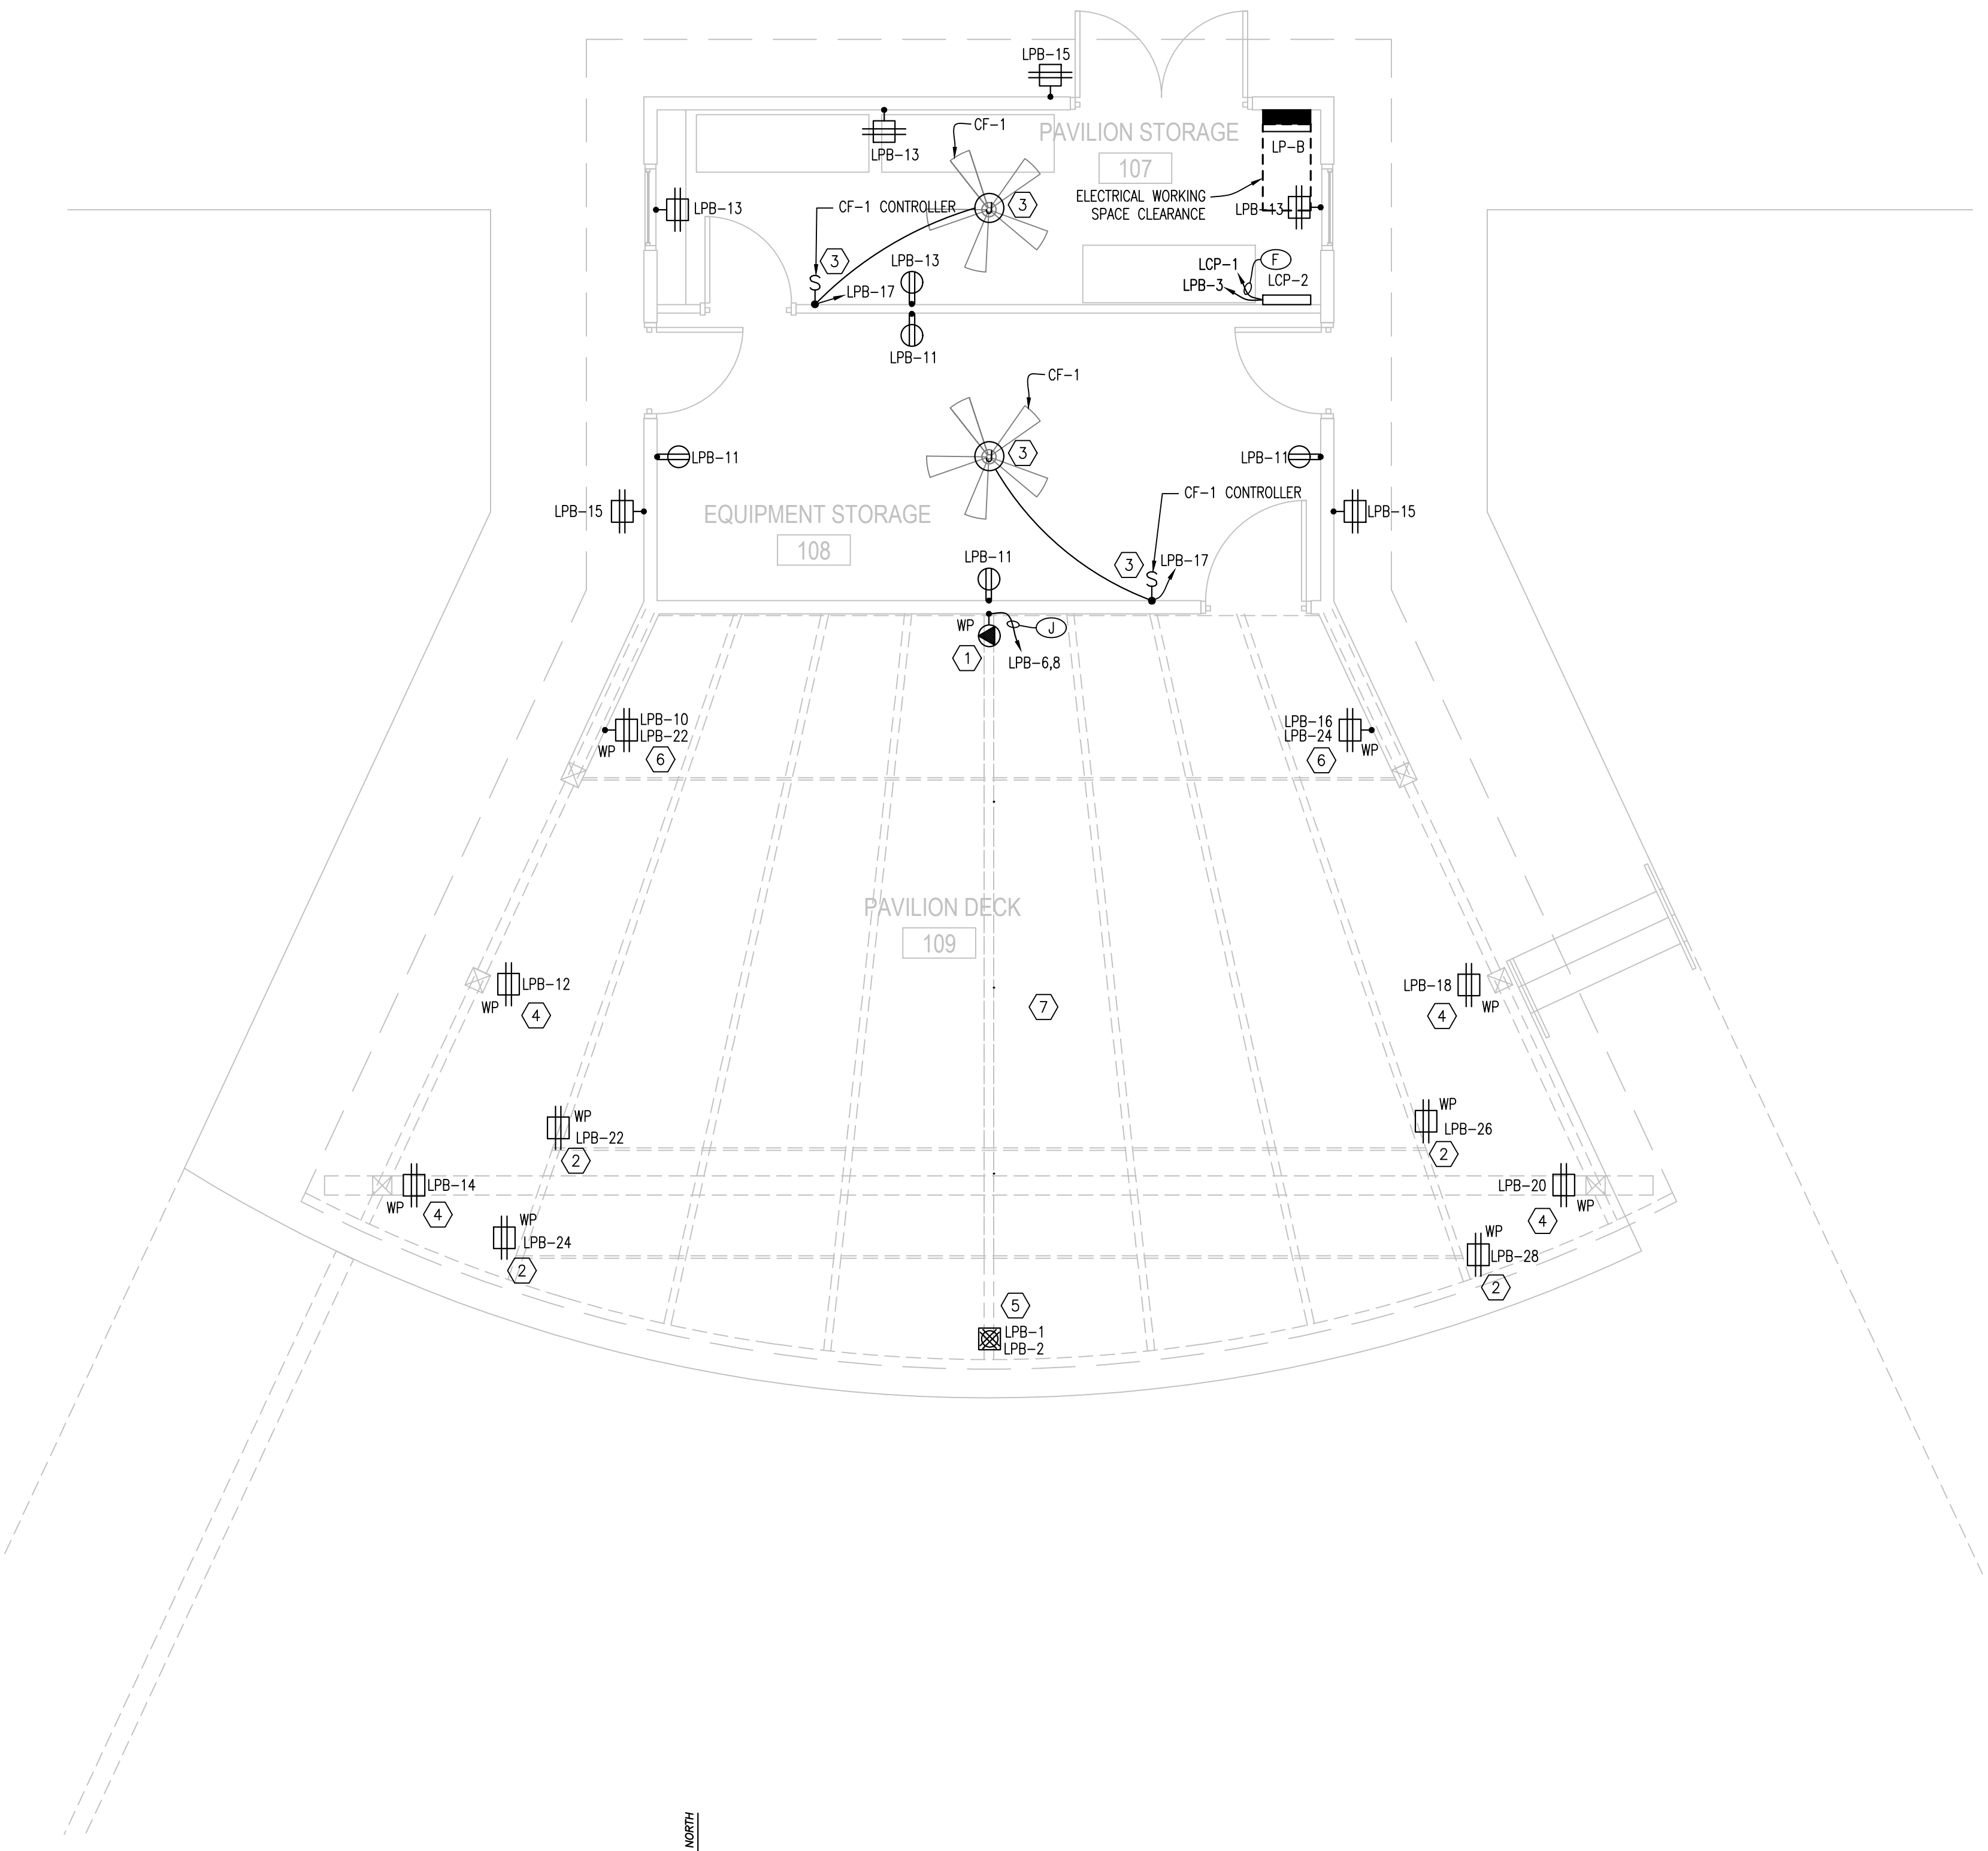 LPB-15
CF-1
PAVILION STORAGE
107
LP-B
LPB-13
ELECTRICAL WORKING
SPACE CLEARANCE
LPB-13
LPB-13
CF-1 CONTROLLER
J
3
3
LPB-13
LPB-17
LCP-1
F
LCP-2
LPB-3
LPB-11
CF-1
J
3
LPB-11
LPB-11
EQUIPMENT STORAGE
108
CF-1 CONTROLLER
LPB-15
LPB-15
LPB-11
3
LPB-17
S
S
WP
J
1
LPB-6,8
LPB-10
LPB-22
WP
6
LPB-16
LPB-24
WP
6
PAVILION DECK
109
LPB-12
WP
4
7
LPB-18
WP
4
WP
LPB-22
2
WP
LPB-26
2
LPB-14
WP
4
LPB-20
WP
4
WP
LPB-24
2
WP
LPB-28
2
5
LPB-1
LPB-2
NORTH